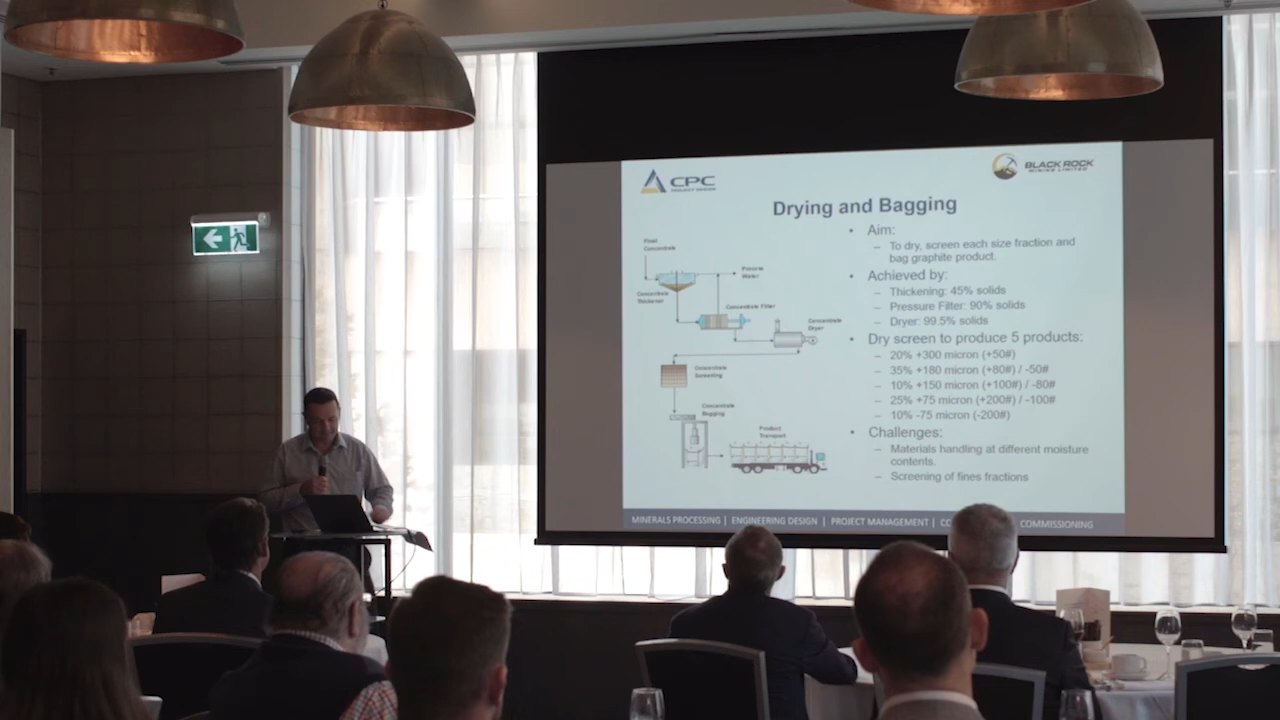 CPC
PROJECT DESIGN
BLACK ROCK
MINING LIMITED
Drying and Bagging
Final
Concentrate
Process
Water
Concentrate
Thickener
Concentrate Filter
Concentrate
Dryer
Concentrate
Screening
Concentrate
Bagging
Product
Transport
• Aim:
– To dry, screen each size fraction and
bag graphite product.
• Achieved by:
– Thickening: 45% solids
– Pressure Filter: 90% solids
– Dryer: 99.5% solids
• Dry screen to produce 5 products:
– 20% +300 micron (+50#)
– 35% +180 micron (+80#) / -50#
– 10% +150 micron (+100#) / -80#
– 25% +75 micron (+200#) / -100#
– 10% -75 micron (-200#)
• Challenges:
– Materials handling at different moisture
contents.
– Screening of fines fractions
MINERALS PROCESSING | ENGINEERING DESIGN | PROJECT MANAGEMENT | COMMISSIONING